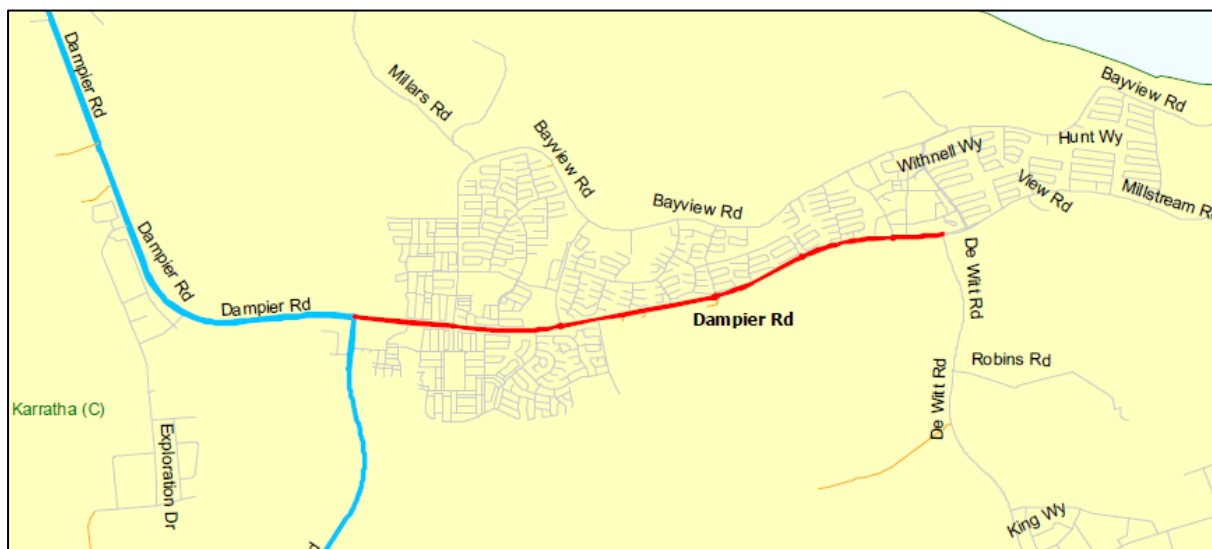 Dampier Rd
Millars Rd
Bayview Rd
Bayview Rd
Hunt Wy
Withnell Wy
View Rd
Bayview Rd
Millstream R
Dampier Rd
Dampier Rd
De Witt Rd
Dampier Rd
Robins Rd
De Witt Rd
Karratha (C)
Exploration Dr
King Wy